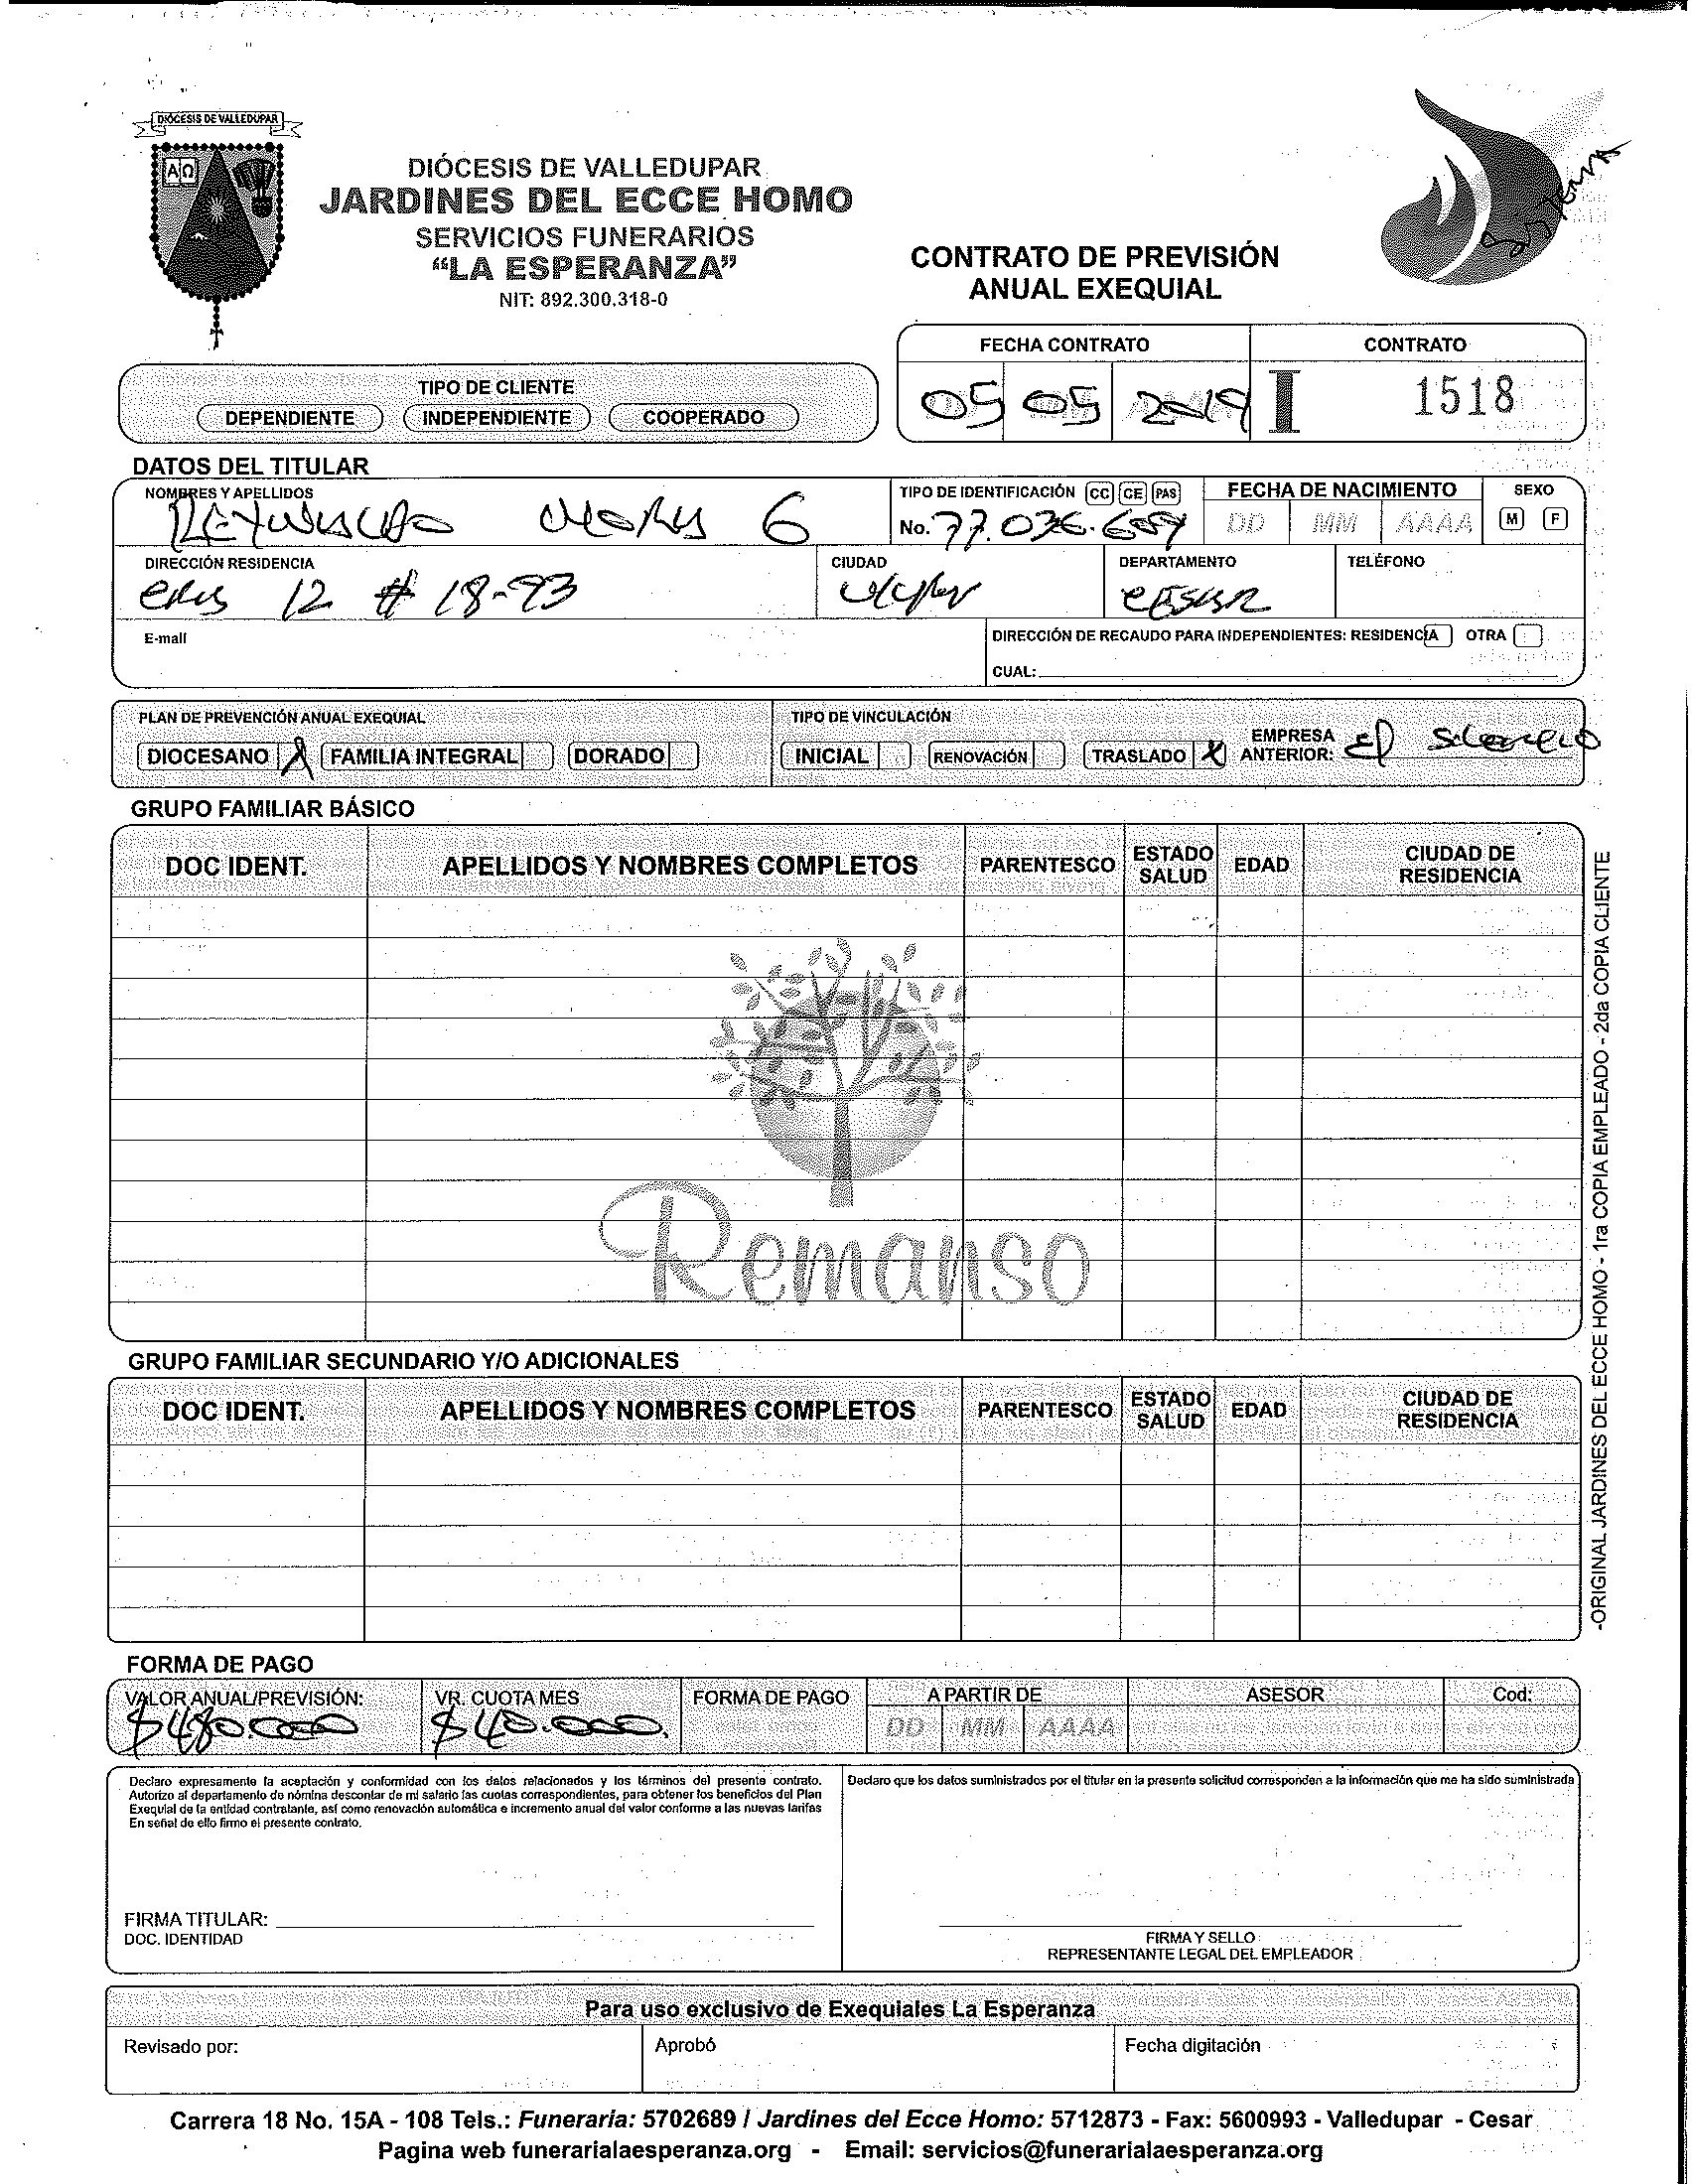 DIÓCESIS DE VALLEDUPAR
ΑΩ
DIÓCESIS DE VALLEDUPAR
JARDINES DEL ECCE HOMO
SERVICIOS FUNERARIOS
“LA ESPERANZA”
NIT: 892.300.318-0
CONTRATO DE PREVISIÓN
ANUAL EXEQUIAL
FECHA CONTRATO CONTRATO
05 05 2019 I 1518
TIPO DE CLIENTE
DEPENDIENTE INDEPENDIENTE COOPERADO
DATOS DEL TITULAR
NOMBRES Y APELLIDOS TIPO DE IDENTIFICACIÓN CC CE PAS FECHA DE NACIMIENTO SEXO
6 No. 77.036.609 DD MM AAAA M F
DIRECCIÓN RESIDENCIA CIUDAD DEPARTAMENTO TELÉFONO
12 # 18-93 CESAR
E-mail DIRECCIÓN DE RECAUDO PARA INDEPENDIENTES: RESIDENCIA OTRA
CUAL:
PLAN DE PREVENCIÓN ANUAL EXEQUIAL TIPO DE VINCULACIÓN
DIOCESANO X FAMILIA INTEGRAL DORADO INICIAL RENOVACIÓN TRASLADO X EMPRESA ANTERIOR: El Silencio
GRUPO FAMILIAR BÁSICO
DOC IDENT. APELLIDOS Y NOMBRES COMPLETOS PARENTESCO ESTADO SALUD EDAD CIUDAD DE RESIDENCIA
Remanso
GRUPO FAMILIAR SECUNDARIO Y/O ADICIONALES
DOC IDENT. APELLIDOS Y NOMBRES COMPLETOS PARENTESCO ESTADO SALUD EDAD CIUDAD DE RESIDENCIA
-ORIGINAL JARDINES DEL ECCE HOMO - 1ra COPIA EMPLEADO - 2da COPIA CLIENTE
FORMA DE PAGO
VALOR ANUAL/PREVISIÓN: VR. CUOTA MES FORMA DE PAGO A PARTIR DE ASESOR Cod:
$480.000 $40.000. DD MM AAAA
Declaro expresamente la aceptación y conformidad con los datos relacionados y los términos del presente contrato.
Autorizo al departamento de nómina descontar de mi salario las cuotas correspondientes, para obtener los beneficios del Plan
Exequial de la entidad contratante, así como renovación automática e incremento anual del valor conforme a las nuevas tarifas
En señal de ello firmo el presente contrato.
Declaro que los datos suministrados por el titular en la presente solicitud corresponden a la información que me ha sido suministrada
FIRMA TITULAR:
DOC. IDENTIDAD
FIRMA Y SELLO
REPRESENTANTE LEGAL DEL EMPLEADOR
Para uso exclusivo de Exequiales La Esperanza
Revisado por: Aprobó Fecha digitación
Carrera 18 No. 15A - 108 Tels.: Funeraria: 5702689 / Jardines del Ecce Homo: 5712873 - Fax: 5600993 - Valledupar - Cesar
Pagina web funerarialaesperanza.org - Email: servicios@funerarialaesperanza.org